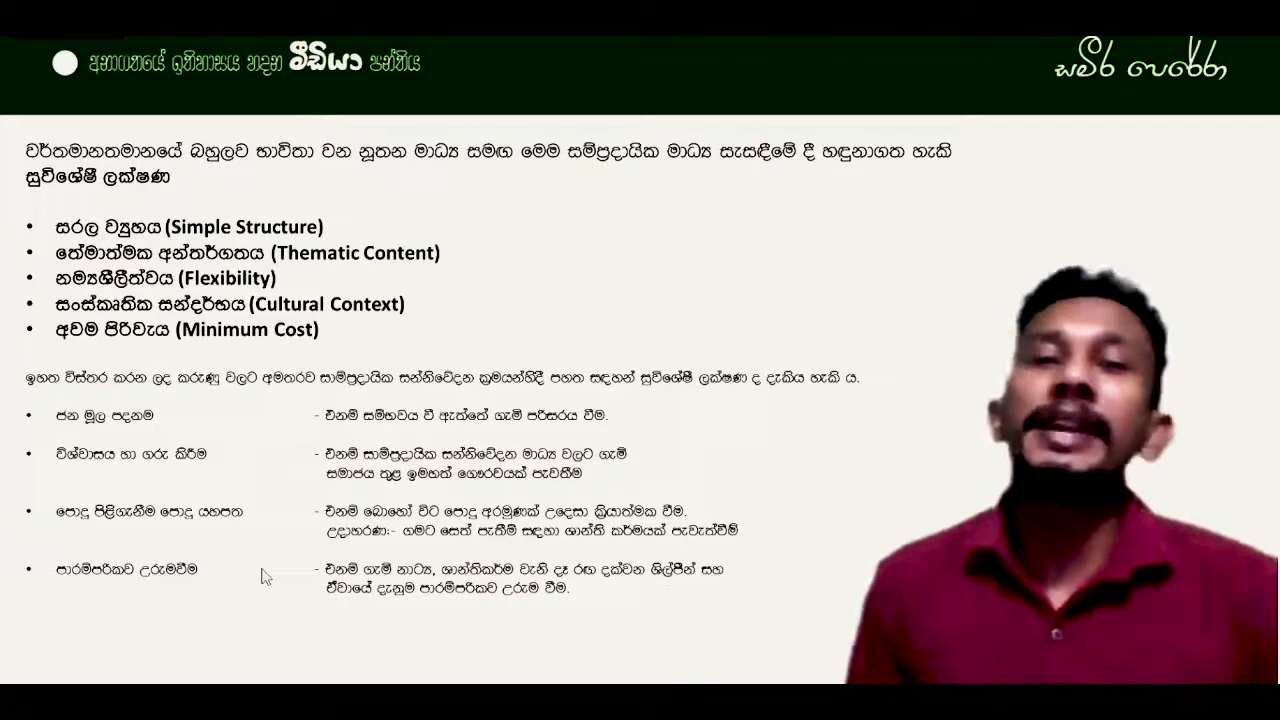 අනාගතයේ ඉතිහාසය හදන මීඩියා පන්තිය
සමීර පෙරේරා
වර්තමානතමානයේ බහුලව භාවිතා වන නූතන මාධ්‍ය සමඟ මෙම සම්ප්‍රදායික මාධ්‍ය සැසඳීමේ දී හඳුනාගත හැකි
සුවිශේෂී ලක්ෂණ
• සරල ව්‍යුහය (Simple Structure)
• තේමාත්මක අන්තර්ගතය (Thematic Content)
• නම්‍යශීලීත්වය (Flexibility)
• සංස්කෘතික සන්දර්භය (Cultural Context)
• අවම පිරිවැය (Minimum Cost)
ඉහත විස්තර කරන ලද කරුණු වලට අමතරව සාම්ප්‍රදායික සන්නිවේදන ක්‍රමයන්හිදී පහත සඳහන් සුවිශේෂී ලක්ෂණ ද දැකිය හැකි ය.
• ජන මූල පදනම - එනම් සම්භවය වී ඇත්තේ ගැමි පරිසරය වීම.
• විශ්වාසය හා ගරු කිරීම - එනම් සාම්ප්‍රදායික සන්නිවේදන මාධ්‍ය වලට ගැමි
සමාජය තුළ ඉමහත් ගෞරවයක් පැවතීම
• පොදු පිළිගැනීම පොදු යහපත - එනම් බොහෝ විට පොදු අරමුණක් උදෙසා ක්‍රියාත්මක වීම.
උදාහරණ:- ගමට සෙත් පැතීම් සඳහා ශාන්ති කර්මයක් පැවැත්වීම්
• පාරම්පරිකව උරුමවීම - එනම් ගැමි නාට්‍ය, ශාන්තිකර්ම වැනි දෑ රඟ දක්වන ශිල්පීන් සහ
ඒවායේ දැනුම පාරම්පරිකව උරුම වීම.